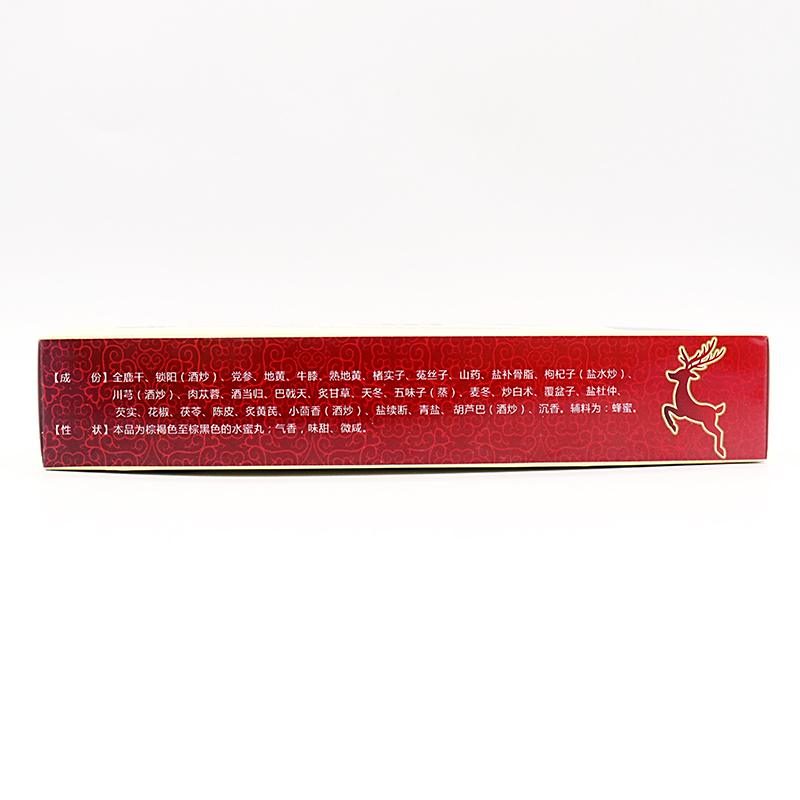 【成 份】全鹿干、锁阳（酒炒）、党参、地黄、牛膝、熟地黄、楮实子、菟丝子、山药、盐补骨脂、枸杞子（盐水炒）、
川芎（酒炒）、肉苁蓉、酒当归、巴戟天、炙甘草、天冬、五味子（蒸）、麦冬、炒白术、覆盆子、盐杜仲、
芡实、花椒、茯苓、陈皮、炙黄芪、小茴香（酒炒）、盐续断、青盐、胡芦巴（酒炒）、沉香。辅料为：蜂蜜。
【性 状】本品为棕褐色至棕黑色的水蜜丸；气香，味甜、微咸。